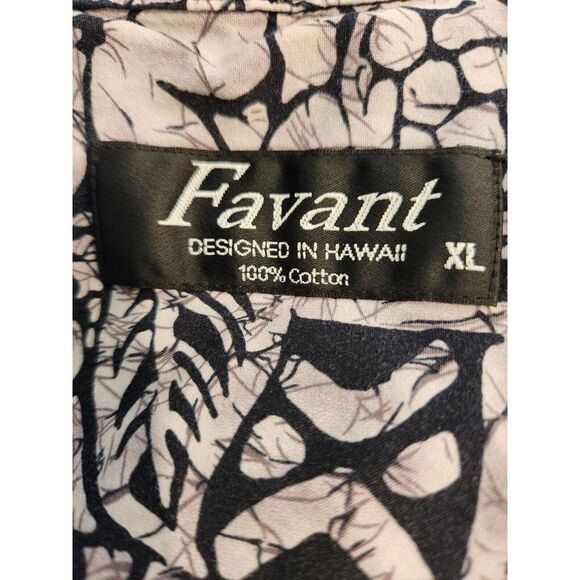 Favant
DESIGNED IN HAWAII
XL
100% Cotton